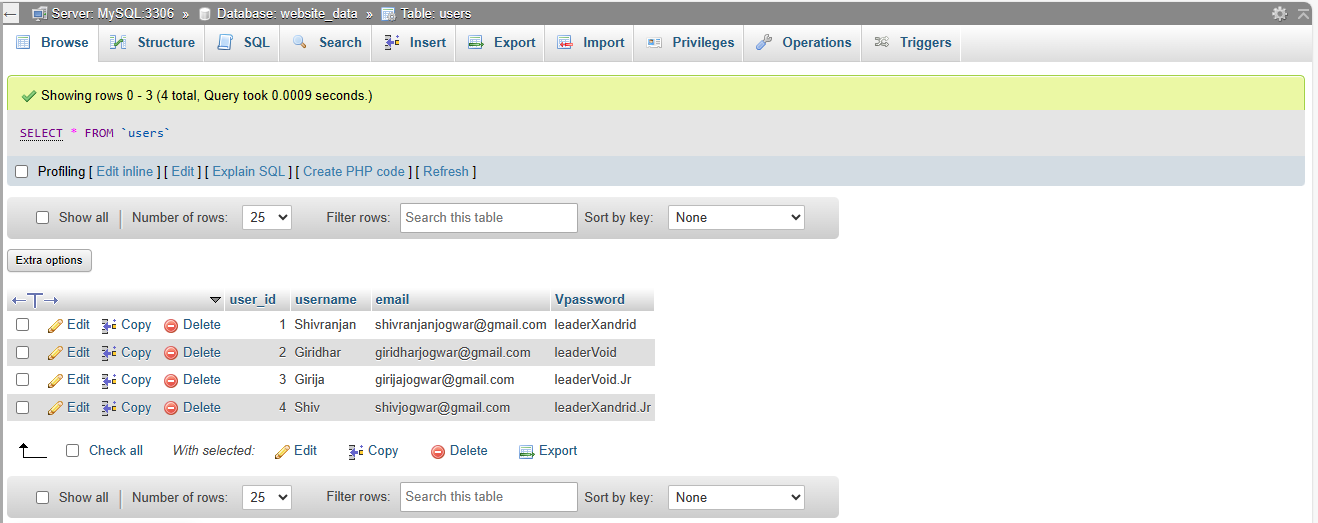 Server: MySQL:3306 » Database: website_data » Table: users
Browse Structure SQL Search Insert Export Import Privileges Operations Triggers
Showing rows 0 - 3 (4 total, Query took 0.0009 seconds.)
SELECT * FROM `users`
Profiling [ Edit inline ] [ Edit ] [ Explain SQL ] [ Create PHP code ] [ Refresh ]
Show all Number of rows: 25 Filter rows: Search this table Sort by key: None
Extra options
user_id username email Vpassword
Edit Copy Delete 1 Shivranjan shivranjanjogwar@gmail.com leaderXandrid
Edit Copy Delete 2 Giridhar giridharjogwar@gmail.com leaderVoid
Edit Copy Delete 3 Girija girijajogwar@gmail.com leaderVoid.Jr
Edit Copy Delete 4 Shiv shivjogwar@gmail.com leaderXandrid.Jr
Check all With selected: Edit Copy Delete Export
Show all Number of rows: 25 Filter rows: Search this table Sort by key: None